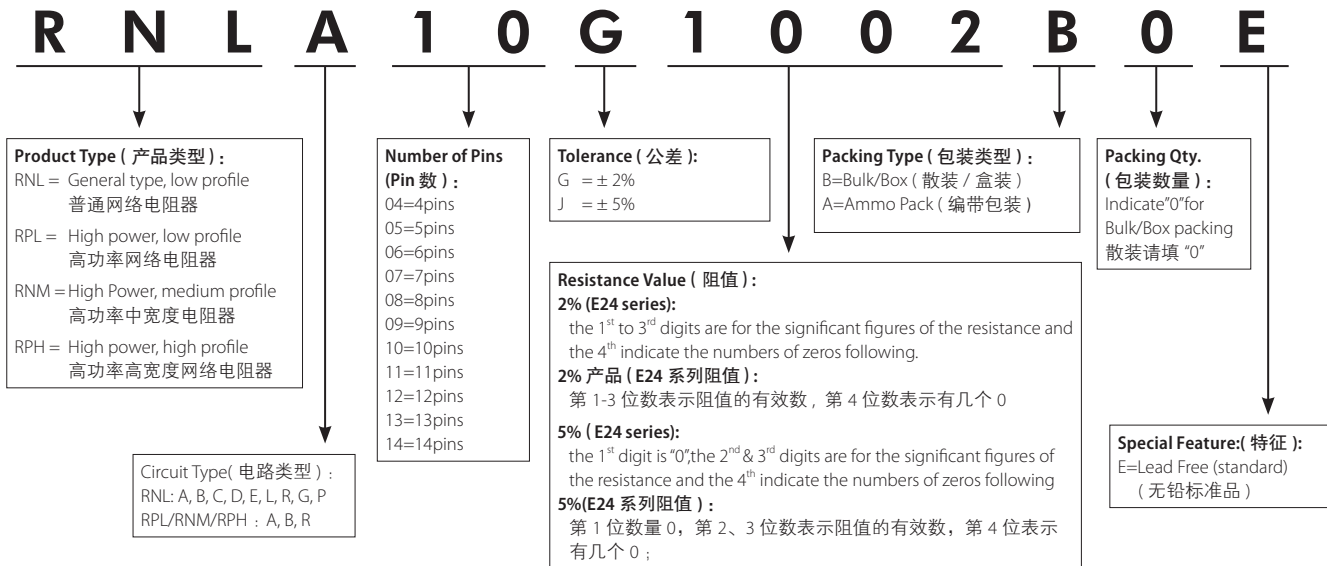 R N L A 1 0 G 1 0 0 2 B 0 E
Product Type ( 产品类型 ) :
RNL = General type, low profile
普通网络电阻器
RPL = High power, low profile
高功率网络电阻器
RNM = High Power, medium profile
高功率中宽度电阻器
RPH = High power, high profile
高功率高宽度网络电阻器
Circuit Type( 电路类型 ) :
RNL: A, B, C, D, E, L, R, G, P
RPL/RNM/RPH : A, B, R
Number of Pins
(Pin 数 ) :
04=4pins
05=5pins
06=6pins
07=7pins
08=8pins
09=9pins
10=10pins
11=11pins
12=12pins
13=13pins
14=14pins
Tolerance ( 公差 ):
G = ± 2%
J = ± 5%
Resistance Value ( 阻值 ) :
2% (E24 series):
the 1st to 3rd digits are for the significant figures of the resistance and
the 4th indicate the numbers of zeros following.
2% 产品 ( E24 系列阻值 ) :
第 1-3 位数表示阻值的有效数 , 第 4 位数表示有几个 0
5% ( E24 series):
the 1st digit is "0",the 2nd & 3rd digits are for the significant figures of
the resistance and the 4th indicate the numbers of zeros following
5%(E24 系列阻值 ) :
第 1 位数量 0，第 2、3 位数表示阻值的有效数，第 4 位表示
有几个 0 ;
Packing Type ( 包装类型 ) :
B=Bulk/Box ( 散装 / 盒装 )
A=Ammo Pack ( 编带包装 )
Packing Qty.
( 包装数量 ) :
Indicate"0"for
Bulk/Box packing
散装请填 "0"
Special Feature:( 特征 ):
E=Lead Free (standard)
( 无铅标准品 )